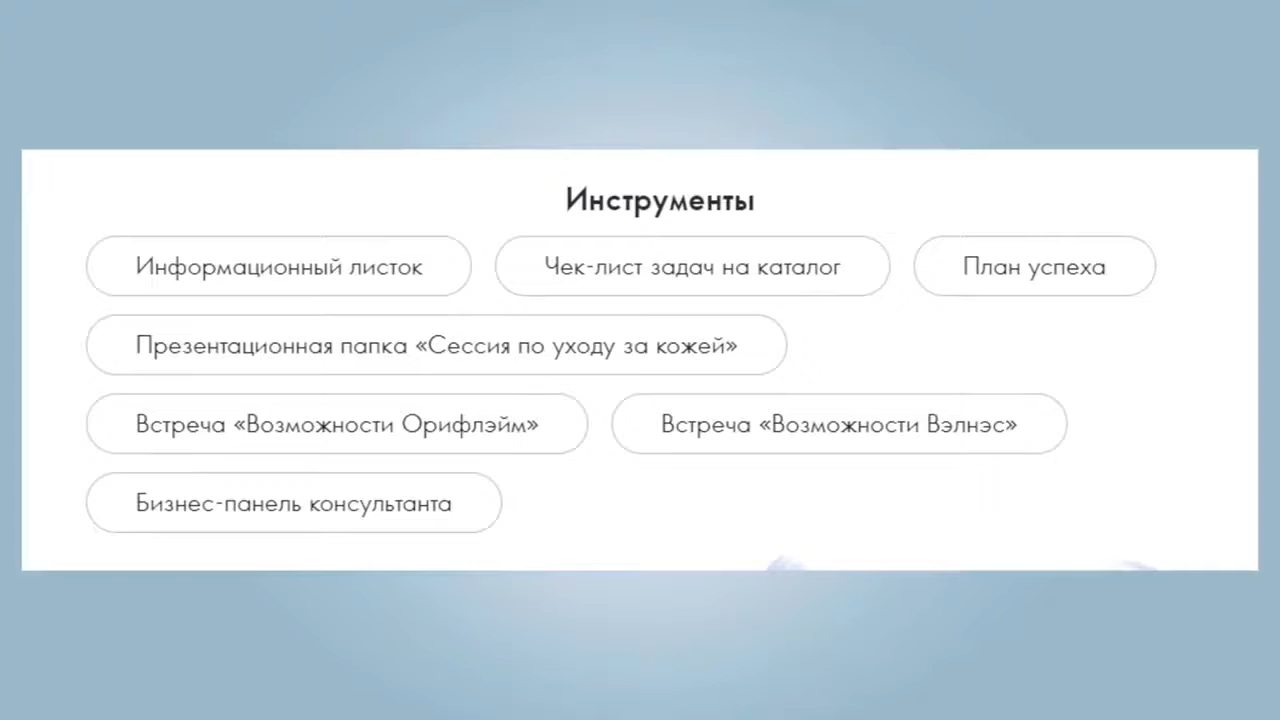 Инструменты
Информационный листок Чек-лист задач на каталог План успеха
Презентационная папка «Сессия по уходу за кожей»
Встреча «Возможности Орифлэйм» Встреча «Возможности Вэлнэс»
Бизнес-панель консультанта